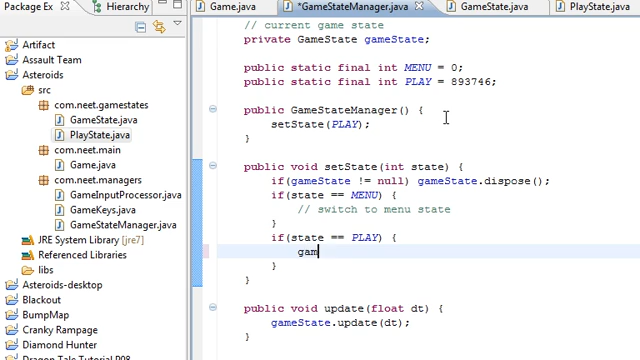 Package Ex
Hierarchy
Game.java
*GameStateManager.java
GameState.java
PlayState.java
Artifact
Assault Team
Asteroids
src
com.neet.gamestates
GameState.java
PlayState.java
com.neet.main
Game.java
com.neet.managers
GameInputProcessor.java
GameKeys.java
GameStateManager.java
JRE System Library [jre7]
Referenced Libraries
libs
Asteroids-desktop
Blackout
BumpMap
Cranky Rampage
Diamond Hunter
Dragon Tale Tutorial P08
// current game state
private GameState gameState;
public static final int MENU = 0;
public static final int PLAY = 893746;
public GameStateManager() {
setState(PLAY);
}
public void setState(int state) {
if(gameState != null) gameState.dispose();
if(state == MENU) {
// switch to menu state
}
if(state == PLAY) {
gam
}
}
public void update(float dt) {
gameState.update(dt);
}